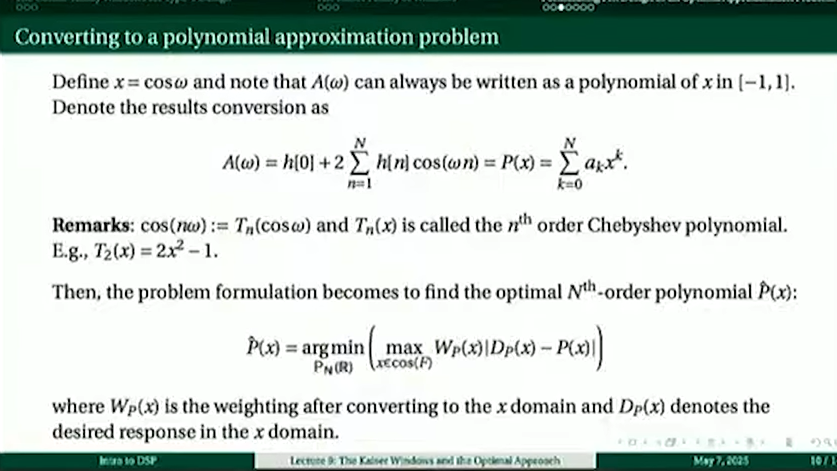 Converting to a polynomial approximation problem
Define x = cosω and note that A(ω) can always be written as a polynomial of x in [−1, 1].
Denote the results conversion as
A(ω) = h[0] + 2 ∑_{n=1}^{N} h[n] cos(ωn) = P(x) = ∑_{k=0}^{N} a_k x^k.
Remarks: cos(nω) := T_n(cosω) and T_n(x) is called the n^th order Chebyshev polynomial.
E.g., T_2(x) = 2x^2 − 1.
Then, the problem formulation becomes to find the optimal N^th-order polynomial P̂(x):
P̂(x) = argmin_{P_N(ℝ)} ( max_{x∈cos(F)} W_P(x)|D_P(x) − P(x)| )
where W_P(x) is the weighting after converting to the x domain and D_P(x) denotes the
desired response in the x domain.
Intro to DSP Lecture 9: The Kaiser Windows and the Optimal Approach May 7, 2025 10 /